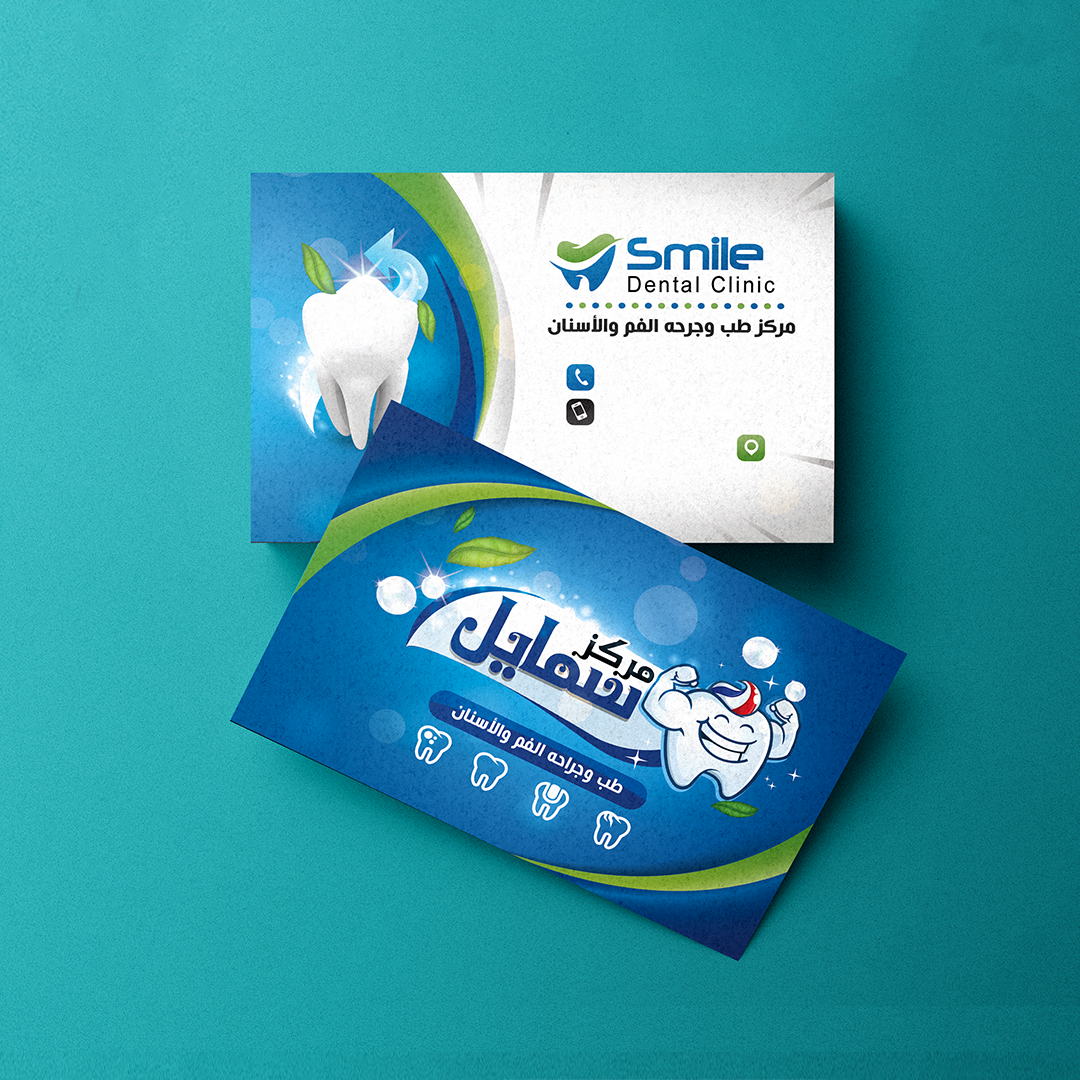 Smile
Dental Clinic
مركز طب وجرحه الفم والأسنان
مركز
سمايل
طب وجراحه الفم والأسنان